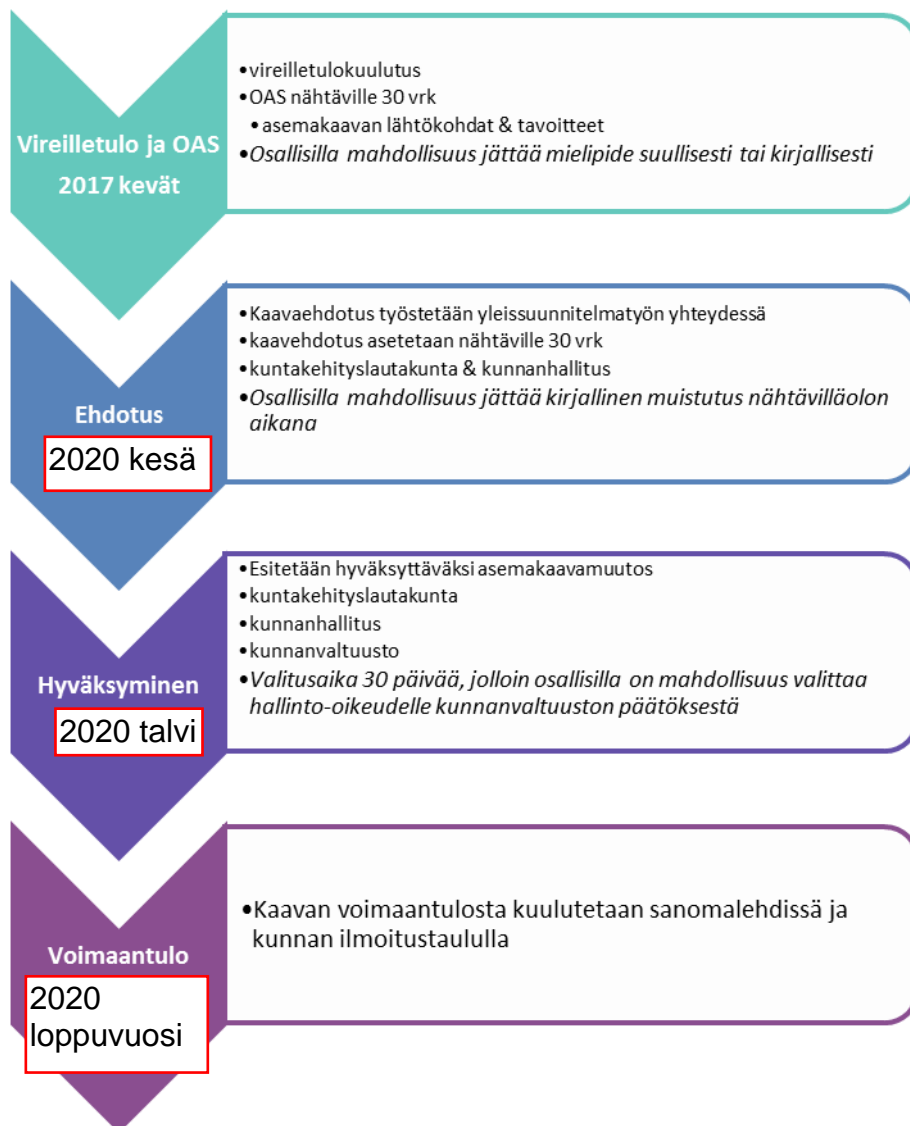 Vireilletulo ja OAS
2017 kevät
•vireilletulokuulutus
•OAS nähtäville 30 vrk
•asemakaavan lähtökohdat & tavoitteet
•Osallisilla mahdollisuus jättää mielipide suullisesti tai kirjallisesti
Ehdotus
2020 kesä
•Kaavaehdotus työstetään yleissuunnitelmatyön yhteydessä
•kaavehdotus asetetaan nähtäville 30 vrk
•kuntakehityslautakunta & kunnanhallitus
•Osallisilla mahdollisuus jättää kirjallinen muistutus nähtävilläolon
aikana
Hyväksyminen
2020 talvi
•Esitetään hyväksyttäväksi asemakaavamuutos
•kuntakehityslautakunta
•kunnanhallitus
•kunnanvaltuusto
•Valitusaika 30 päivää, jolloin osallisilla on mahdollisuus valittaa
hallinto-oikeudelle kunnanvaltuuston päätöksestä
Voimaantulo
2020
loppuvuosi
•Kaavan voimaantulosta kuulutetaan sanomalehdissä ja
kunnan ilmoitustaululla